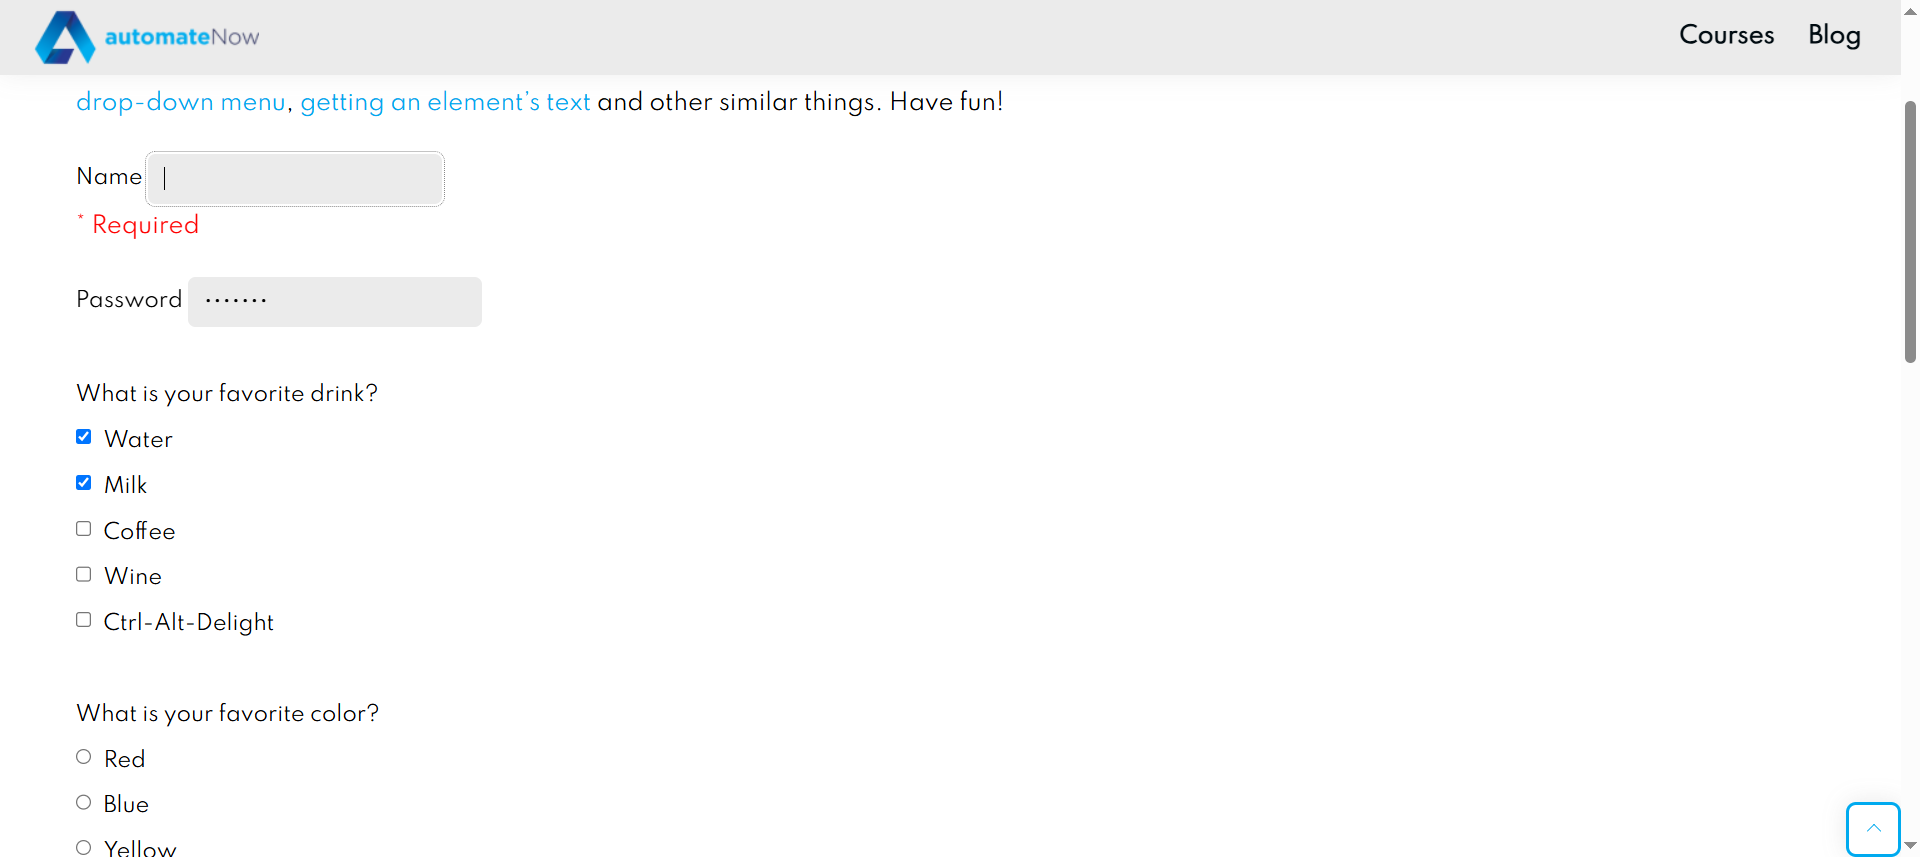 automateNow
Courses Blog
drop-down menu, getting an element's text and other similar things. Have fun!
Name
* Required
Password •••••••
What is your favorite drink?
Water
Milk
Coffee
Wine
Ctrl-Alt-Delight
What is your favorite color?
Red
Blue
Yellow